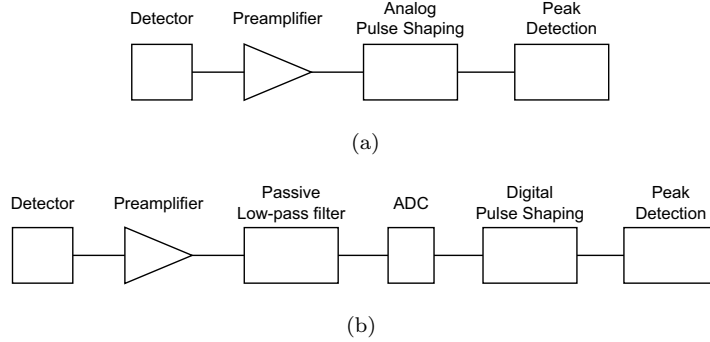 Detector
Preamplifier
Analog
Pulse Shaping
Peak
Detection
(a)
Detector
Preamplifier
Passive
Low-pass filter
ADC
Digital
Pulse Shaping
Peak
Detection
(b)